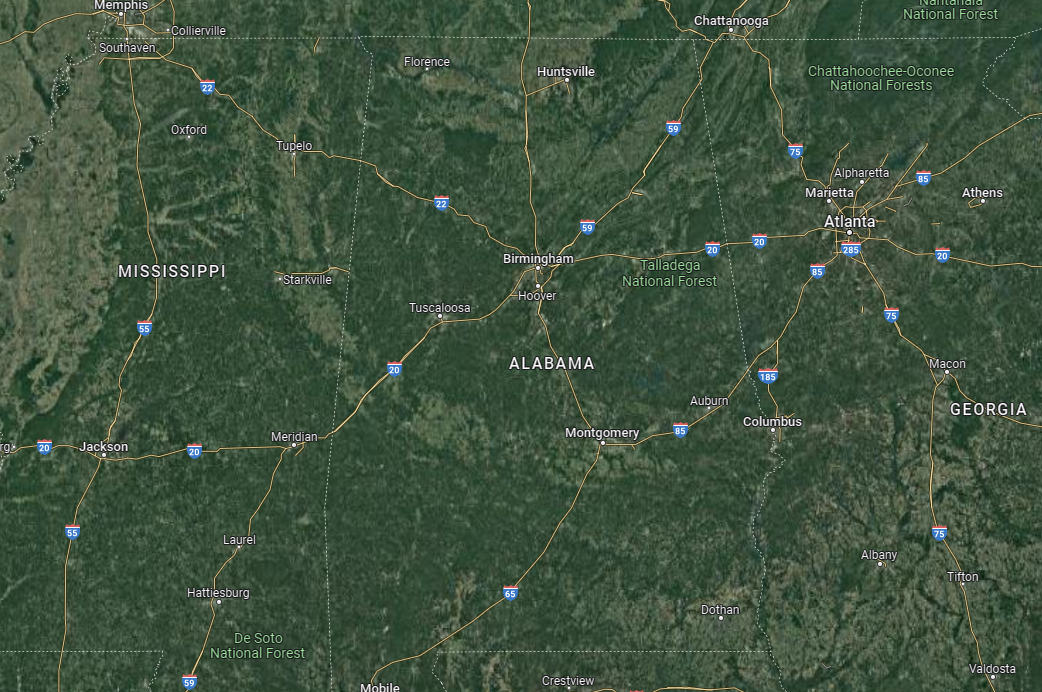 Memphis
Nantahala
National Forest
Chattanooga
Collierville
Southaven
Florence
Huntsville
Chattahoochee-Oconee
National Forests
22
Oxford
59
Tupelo
75
Alpharetta
85
Marietta
Athens
22
Atlanta
59
20
20
285
20
Birmingham
Talladega
National Forest
85
MISSISSIPPI
Starkville
Hoover
Tuscaloosa
75
55
ALABAMA
Macon
20
185
Auburn
GEORGIA
Columbus
Montgomery
85
Meridian
rg
20
Jackson
20
55
75
Laurel
Albany
Tifton
Hattiesburg
65
Dothan
De Soto
National Forest
Valdosta
59
Crestview
Mobile